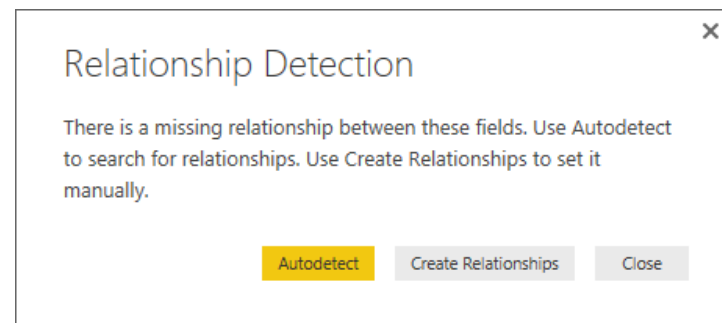 Relationship Detection
There is a missing relationship between these fields. Use Autodetect
to search for relationships. Use Create Relationships to set it
manually.
Autodetect Create Relationships Close